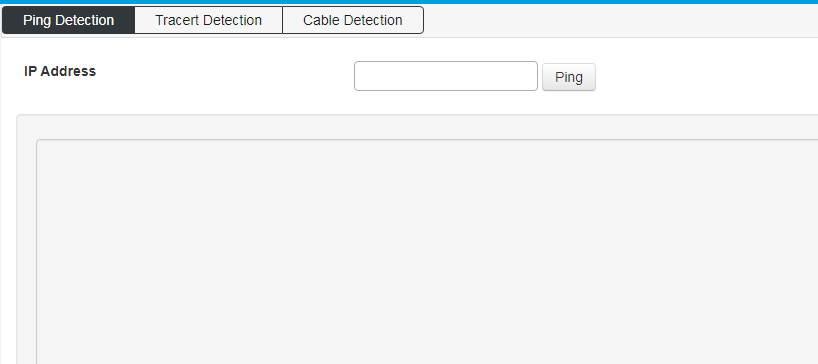 Ping Detection Tracert Detection Cable Detection
IP Address Ping